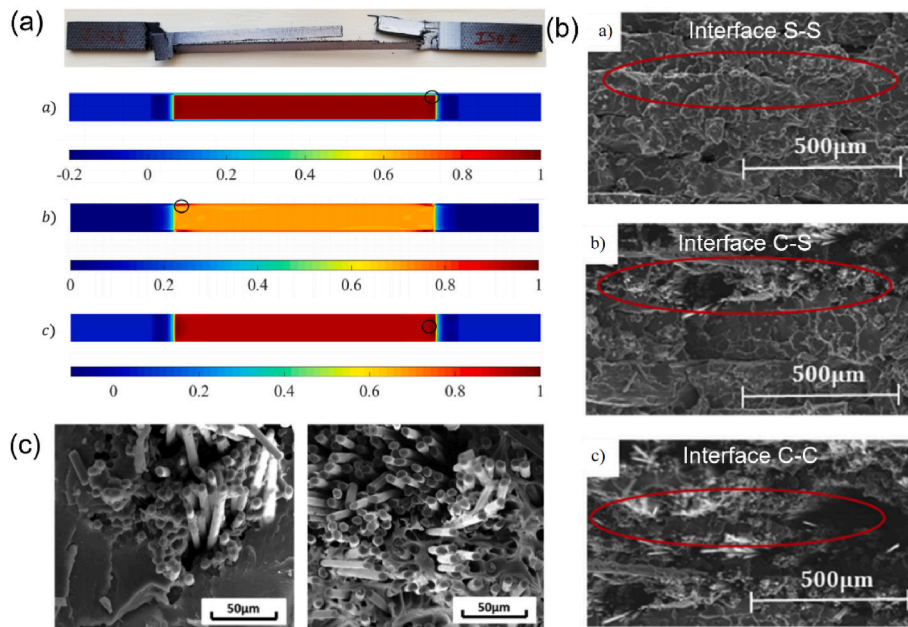 (a)
a)
-0.2 0 0.2 0.4 0.6 0.8 1
b)
0 0.2 0.4 0.6 0.8 1
c)
0 0.2 0.4 0.6 0.8 1
(b)
a)
Interface S-S
500μm
b)
Interface C-S
500μm
c)
Interface C-C
500μm
(c)
50μm
50μm